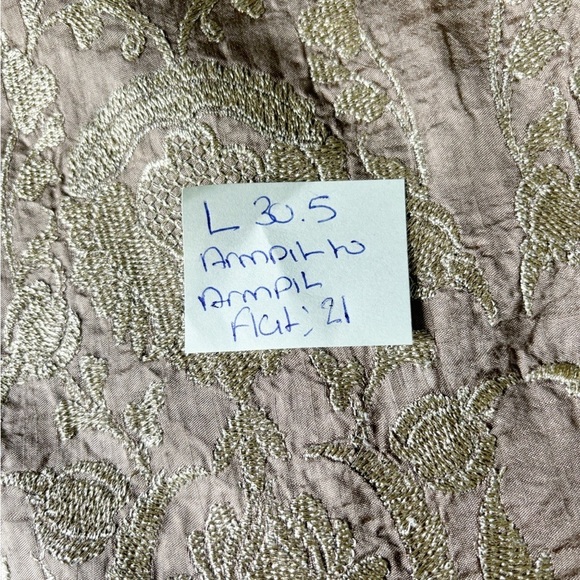 L 30.5
Armpit to
Armpit
flat: 21